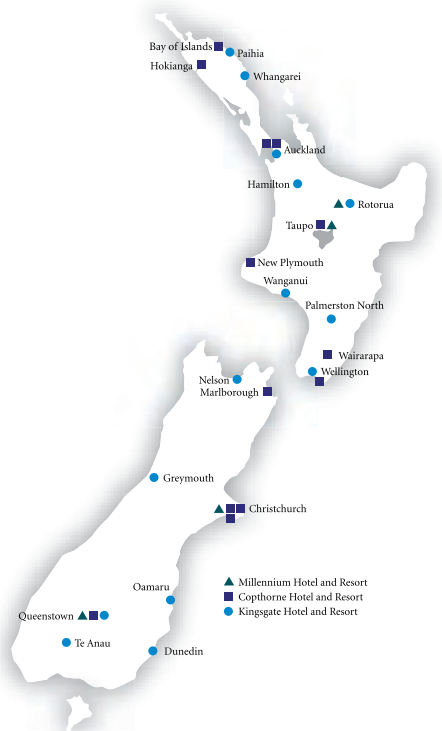 Bay of Islands
Paihia
Hokianga
Whangarei
Auckland
Hamilton
Rotorua
Taupo
New Plymouth
Wanganui
Palmerston North
Wairarapa
Wellington
Nelson
Marlborough
Greymouth
Christchurch
Millennium Hotel and Resort
Copthorne Hotel and Resort
Kingsgate Hotel and Resort
Oamaru
Queenstown
Te Anau
Dunedin